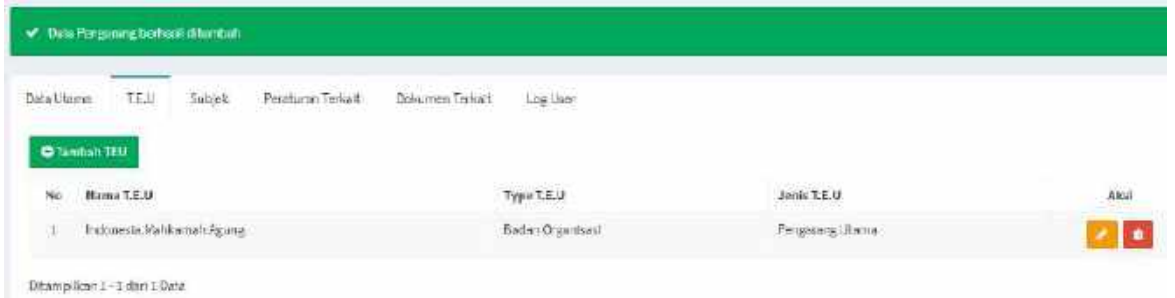 Data Pengarang berhasil ditambah
Data Utama T.E.U Subjek Peraturan Terkait Dokumen Terkait Log User
Tambah TEU
No Nama T.E.U Type T.E.U Jenis T.E.U Aksi
1 Indonesia.Mahkamah Agung Badan Organisasi Pengarang Utama
Ditampilkan 1 - 1 dari 1 Data